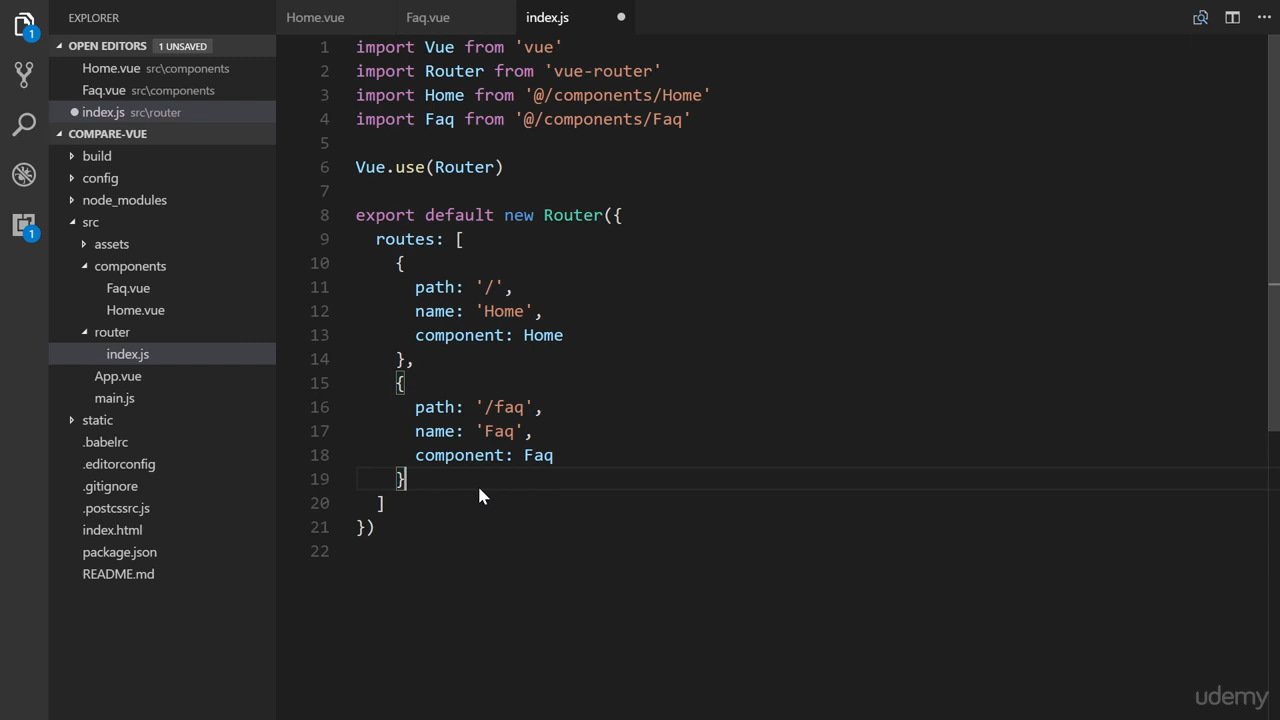 EXPLORER
Home.vue
Faq.vue
index.js
OPEN EDITORS 1 UNSAVED
Home.vue src\components
Faq.vue src\components
index.js src\router
COMPARE-VUE
build
config
node_modules
src
assets
components
Faq.vue
Home.vue
router
index.js
App.vue
main.js
static
.babelrc
.editorconfig
.gitignore
.postcssrc.js
index.html
package.json
README.md
1
1
1 import Vue from 'vue'
2 import Router from 'vue-router'
3 import Home from '@/components/Home'
4 import Faq from '@/components/Faq'
5
6 Vue.use(Router)
7
8 export default new Router({
9   routes: [
10     {
11       path: '/',
12       name: 'Home',
13       component: Home
14     },
15     {
16       path: '/faq',
17       name: 'Faq',
18       component: Faq
19     }
20   ]
21 })
22
udemy